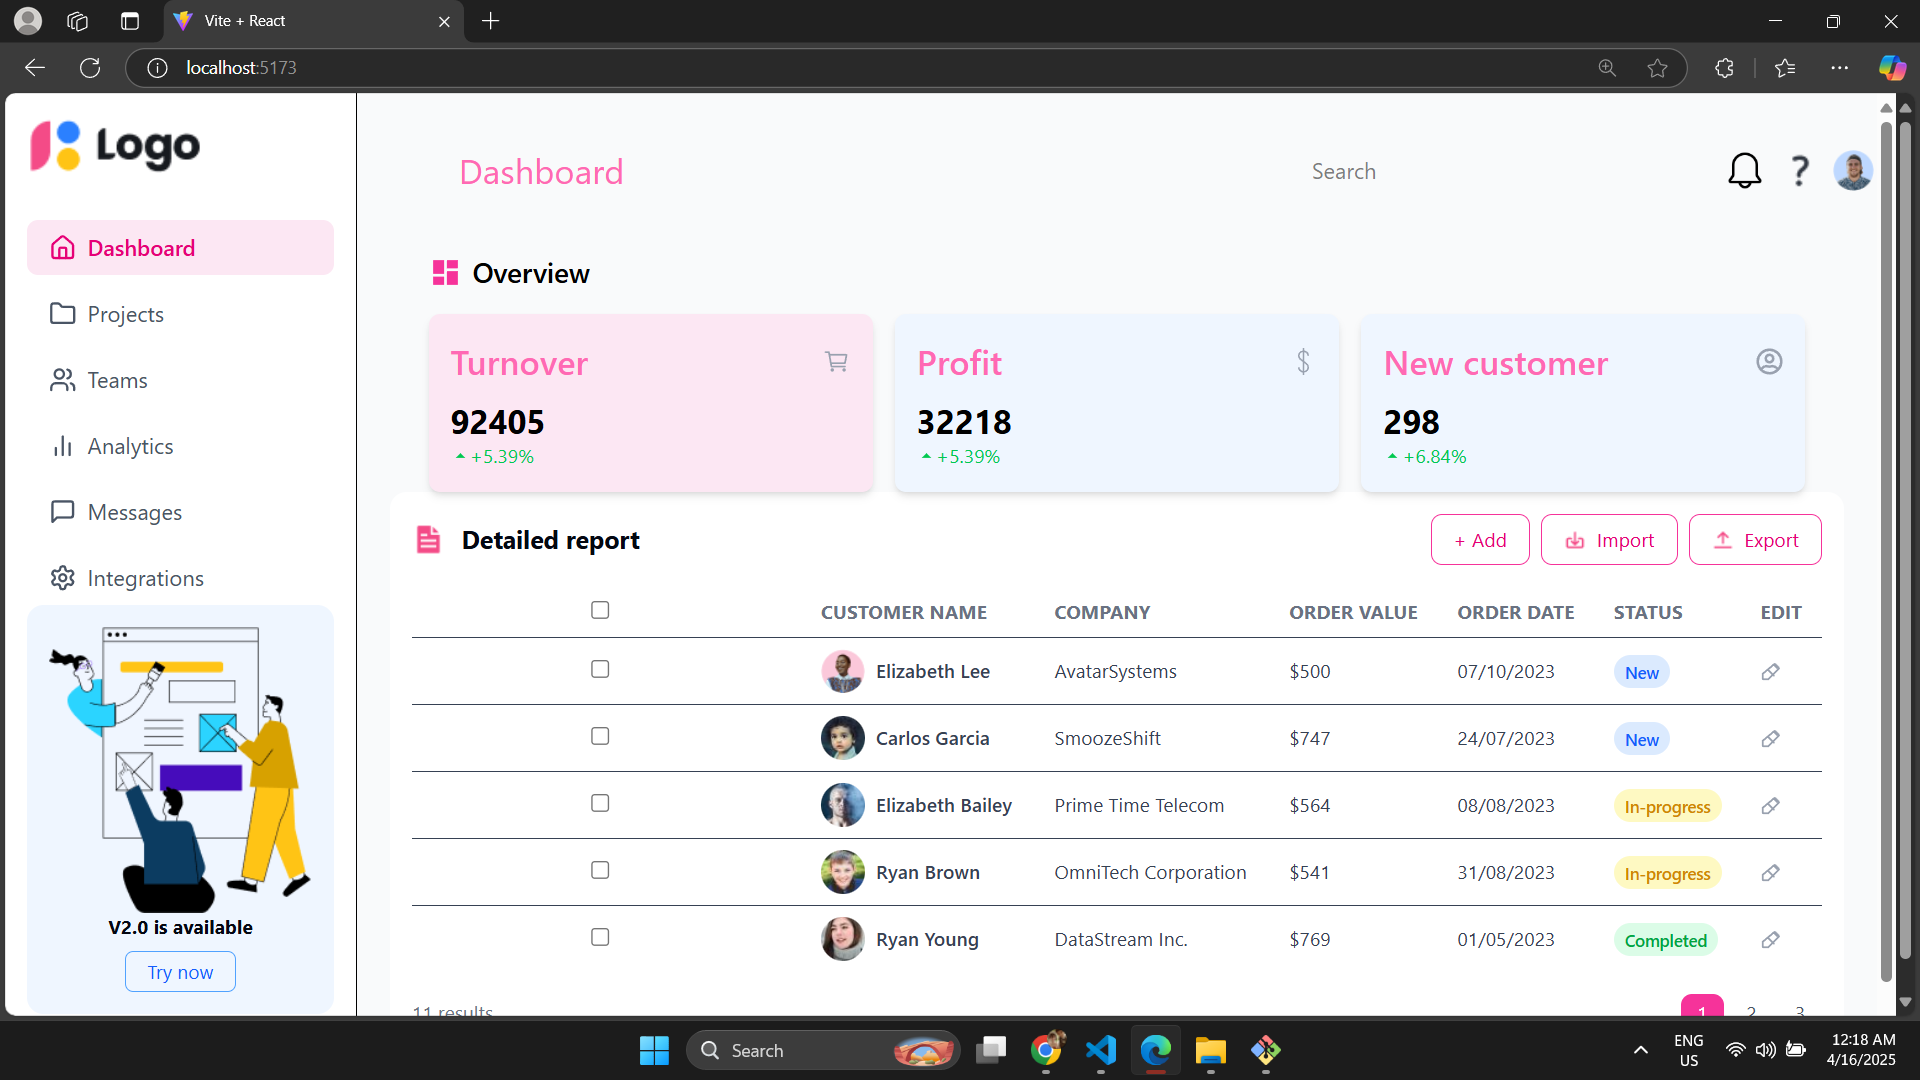 Vite + React
localhost:5173
Logo
Dashboard
Projects
Teams
Analytics
Messages
Integrations
V2.0 is available
Try now
Dashboard
Search
?
Overview
Turnover
92405
+5.39%
Profit
$
32218
+5.39%
New customer
298
+6.84%
Detailed report
+ Add
Import
Export
CUSTOMER NAME COMPANY ORDER VALUE ORDER DATE STATUS EDIT
Elizabeth Lee AvatarSystems $500 07/10/2023 New
Carlos Garcia SmoozeShift $747 24/07/2023 New
Elizabeth Bailey Prime Time Telecom $564 08/08/2023 In-progress
Ryan Brown OmniTech Corporation $541 31/08/2023 In-progress
Ryan Young DataStream Inc. $769 01/05/2023 Completed
11 results 1 2 3
Search
ENG
US
12:18 AM
4/16/2025